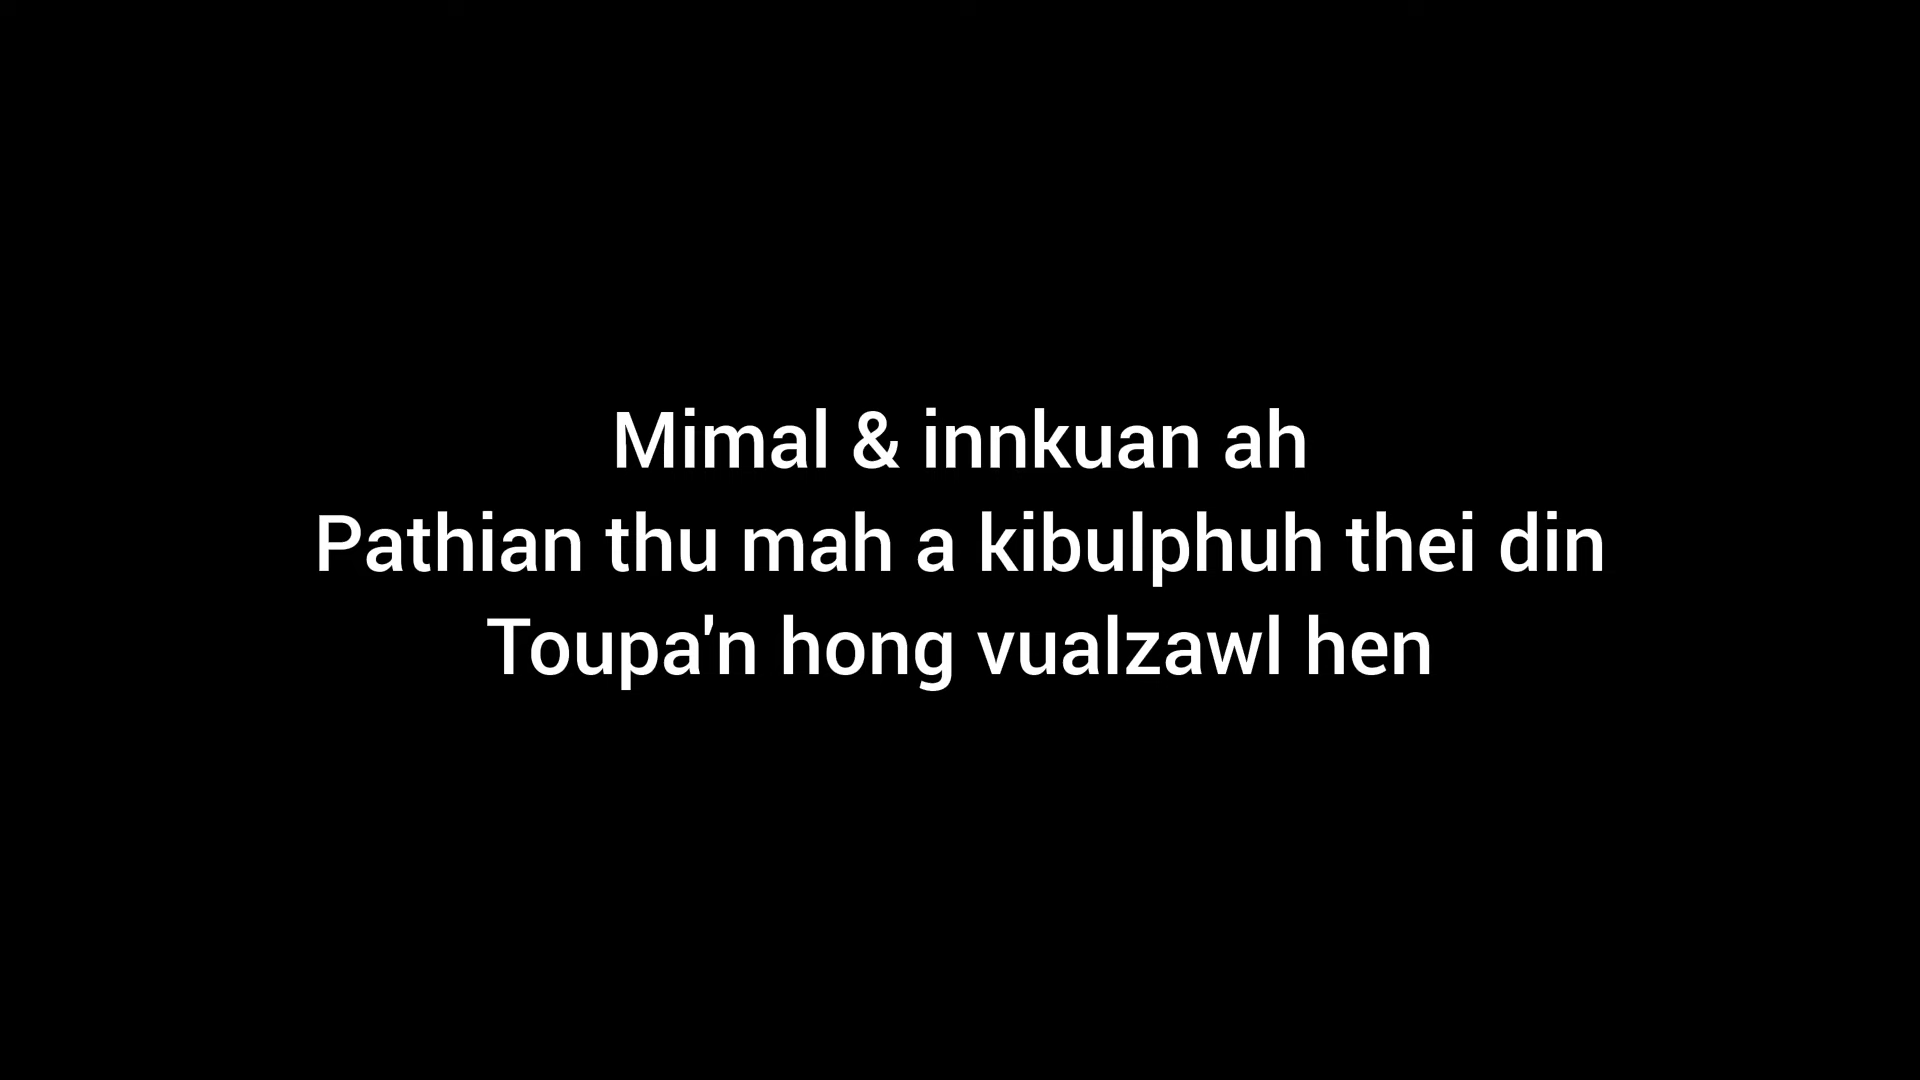 Mimal & innkuan ah
Pathian thu mah a kibulphuh thei din
Toupa'n hong vualzawl hen